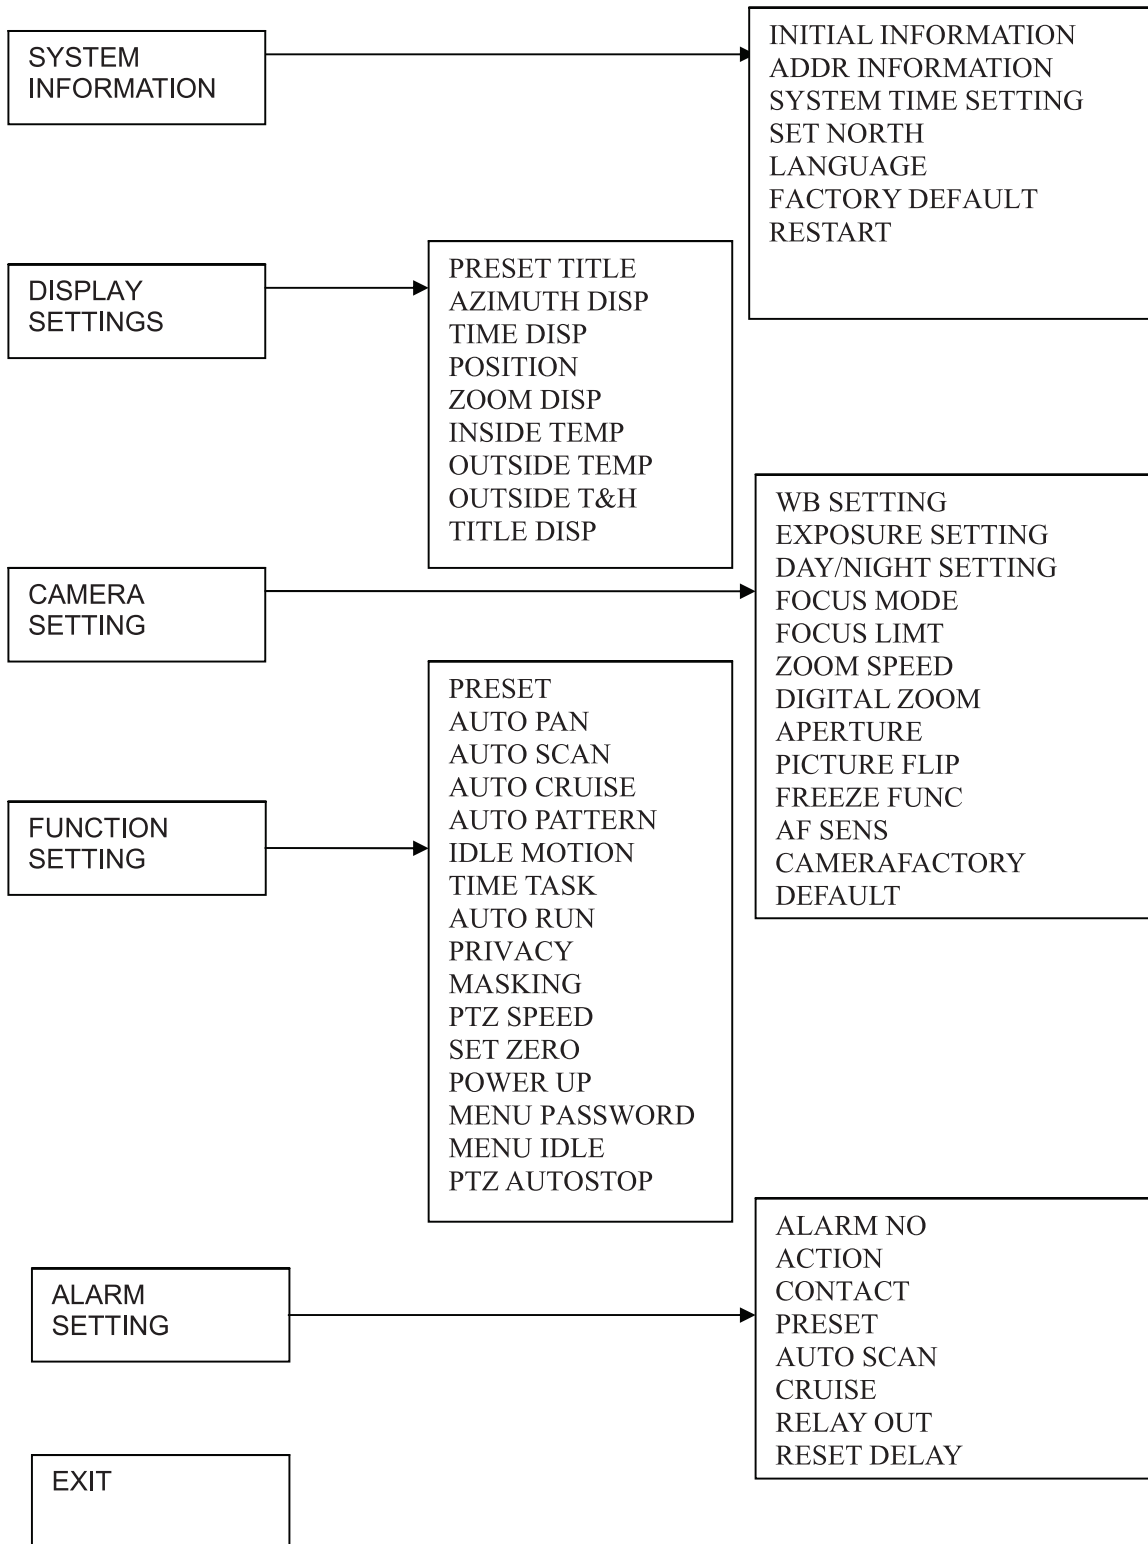 SYSTEM
INFORMATION
INITIAL INFORMATION
ADDR INFORMATION
SYSTEM TIME SETTING
SET NORTH
LANGUAGE
FACTORY DEFAULT
RESTART
DISPLAY
SETTINGS
PRESET TITLE
AZIMUTH DISP
TIME DISP
POSITION
ZOOM DISP
INSIDE TEMP
OUTSIDE TEMP
OUTSIDE T&H
TITLE DISP
CAMERA
SETTING
WB SETTING
EXPOSURE SETTING
DAY/NIGHT SETTING
FOCUS MODE
FOCUS LIMT
ZOOM SPEED
DIGITAL ZOOM
APERTURE
PICTURE FLIP
FREEZE FUNC
AF SENS
CAMERAFACTORY
DEFAULT
FUNCTION
SETTING
PRESET
AUTO PAN
AUTO SCAN
AUTO CRUISE
AUTO PATTERN
IDLE MOTION
TIME TASK
AUTO RUN
PRIVACY
MASKING
PTZ SPEED
SET ZERO
POWER UP
MENU PASSWORD
MENU IDLE
PTZ AUTOSTOP
ALARM
SETTING
ALARM NO
ACTION
CONTACT
PRESET
AUTO SCAN
CRUISE
RELAY OUT
RESET DELAY
EXIT